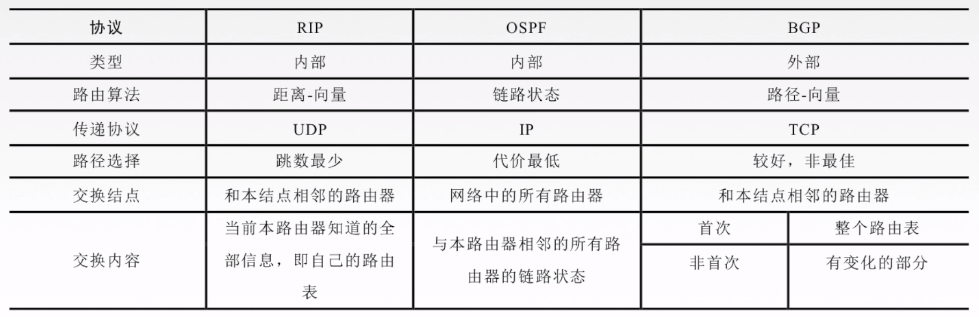 协议 RIP OSPF BGP
类型 内部 内部 外部
路由算法 距离-向量 链路状态 路径-向量
传递协议 UDP IP TCP
路径选择 跳数最少 代价最低 较好，非最佳
交换结点 和本结点相邻的路由器 网络中的所有路由器 和本结点相邻的路由器
交换内容
当前本路由器知道的全
部信息，即自己的路由
表
与本路由器相邻的所有路
由器的链路状态
首次 整个路由表
非首次 有变化的部分